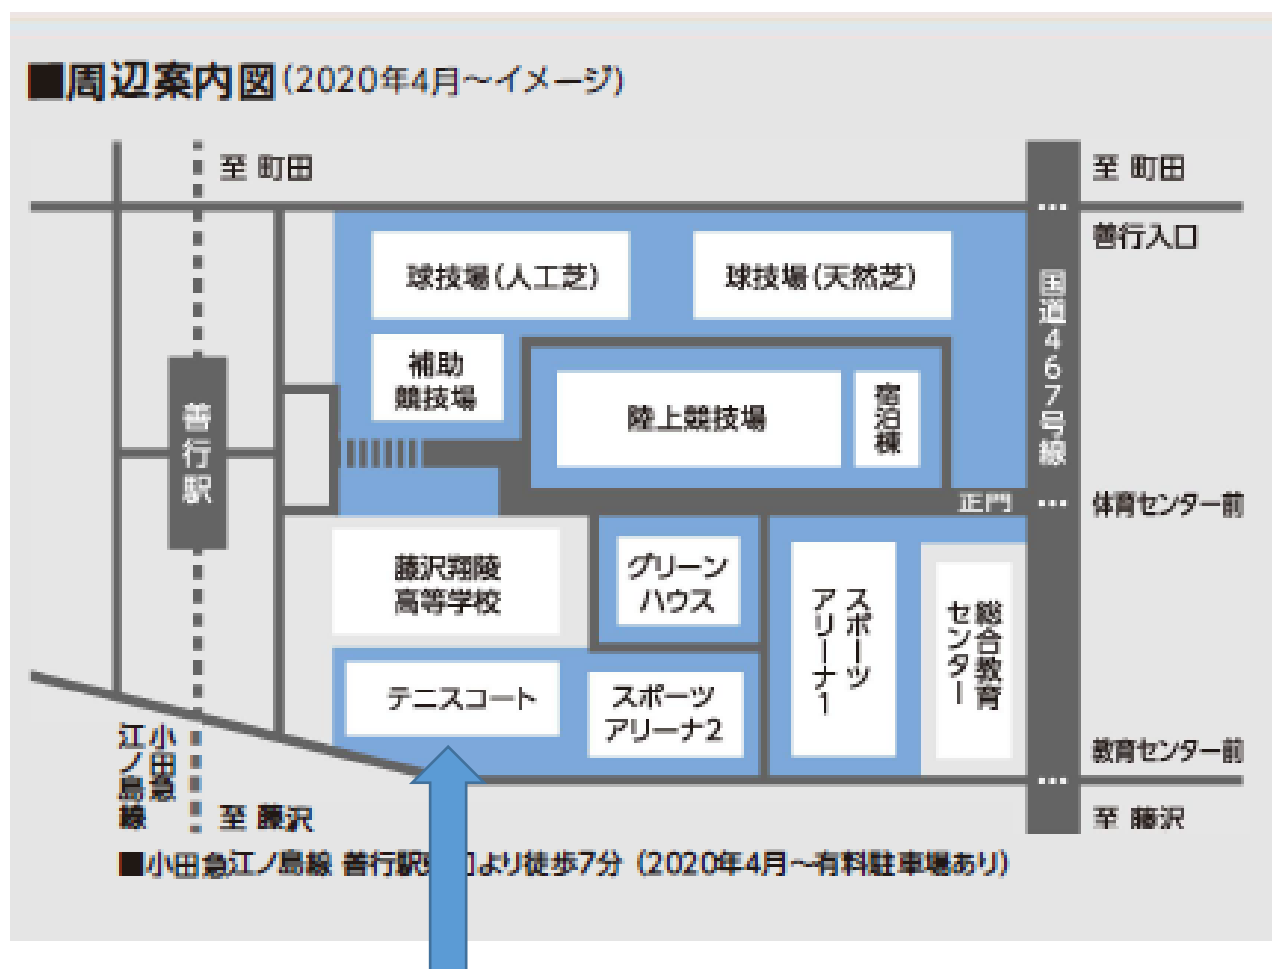 ■周辺案内図(2020年4月～イメージ)
至 町田
至 町田
善行入口
球技場(人工芝)
球技場(天然芝)
国道467号線
補助
競技場
陸上競技場
宿泊棟
善行駅
正門
体育センター前
藤沢翔陵
高等学校
グリーン
ハウス
スポーツ
アリーナ1
総合教育
センター
テニスコート
スポーツ
アリーナ2
小田急
江ノ島線
教育センター前
至 藤沢
至 藤沢
■小田急江ノ島線 善行駅 より徒歩7分 (2020年4月～有料駐車場あり)